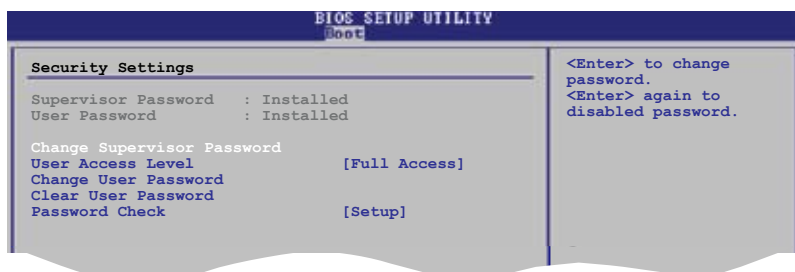 BIOS SETUP UTILITY
Boot
Security Settings
Supervisor Password : Installed
User Password : Installed
Change Supervisor Password
User Access Level [Full Access]
Change User Password
Clear User Password
Password Check [Setup]
<Enter> to change
password.
<Enter> again to
disabled password.